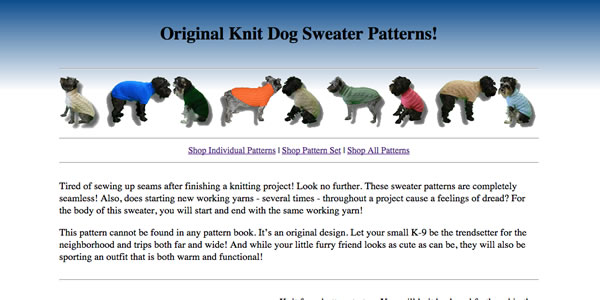 Original Knit Dog Sweater Patterns!
Shop Individual Patterns | Shop Pattern Set | Shop All Patterns
Tired of sewing up seams after finishing a knitting project! Look no further. These sweater patterns are completely
seamless! Also, does starting new working yarns - several times - throughout a project cause a feelings of dread? For
the body of this sweater, you will start and end with the same working yarn!
This pattern cannot be found in any pattern book. It's an original design. Let your small K-9 be the trendsetter for the
neighborhood and trips both far and wide! And while your little furry friend looks as cute as can be, they will also be
sporting an outfit that is both warm and functional!